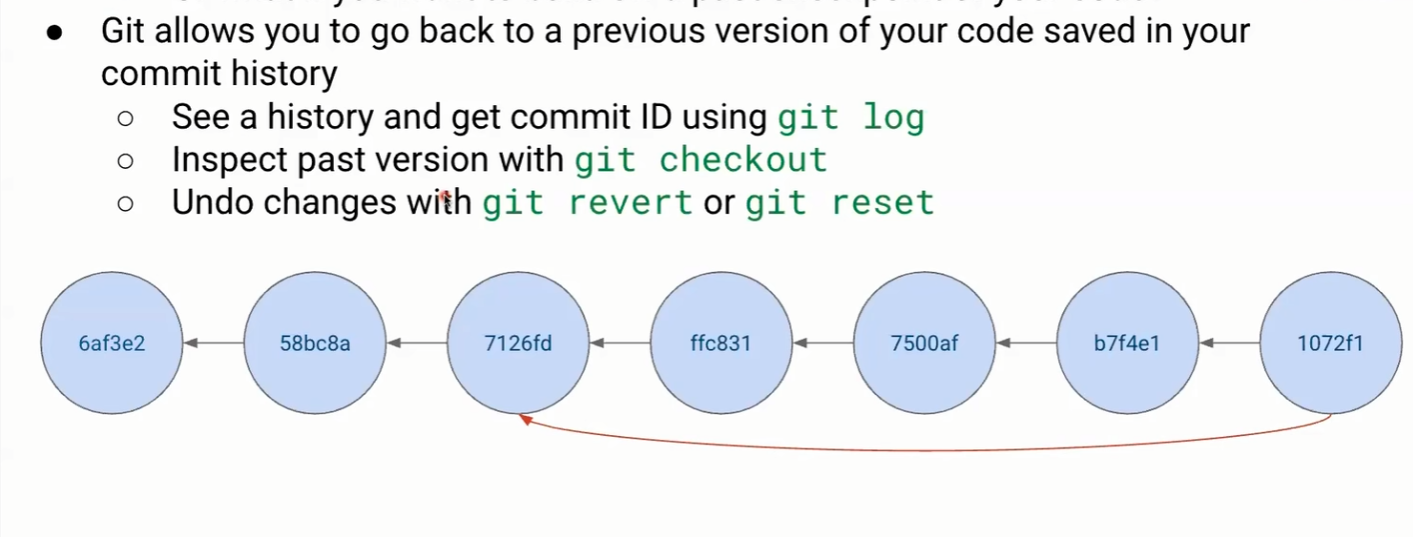 ● Git allows you to go back to a previous version of your code saved in your
commit history
○ See a history and get commit ID using git log
○ Inspect past version with git checkout
○ Undo changes with git revert or git reset
6af3e2
58bc8a
7126fd
ffc831
7500af
b7f4e1
1072f1